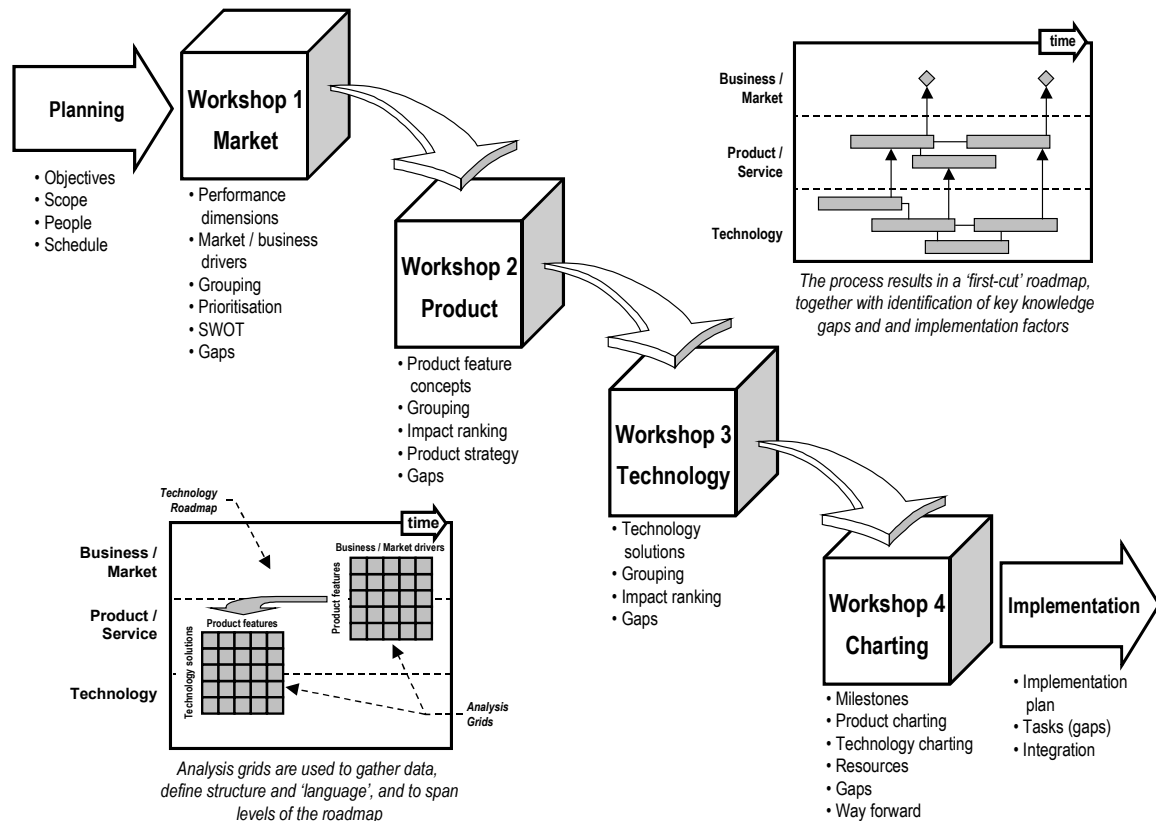 Planning
• Objectives
• Scope
• People
• Schedule
Workshop 1
Market
• Performance
dimensions
• Market / business
drivers
• Grouping
• Prioritisation
• SWOT
• Gaps
Workshop 2
Product
• Product feature
concepts
• Grouping
• Impact ranking
• Product strategy
• Gaps
Workshop 3
Technology
• Technology
solutions
• Grouping
• Impact ranking
• Gaps
Workshop 4
Charting
• Milestones
• Product charting
• Technology charting
• Resources
• Gaps
• Way forward
Implementation
• Implementation
plan
• Tasks (gaps)
• Integration
time
Business /
Market
Product /
Service
Technology
The process results in a ‘first-cut’ roadmap,
together with identification of key knowledge
gaps and and implementation factors
Technology
Roadmap
time
Business /
Market
Product /
Service
Technology
Business / Market drivers
Product features
Product features
Technology solutions
Analysis
Grids
Analysis grids are used to gather data,
define structure and ‘language’, and to span
levels of the roadmap